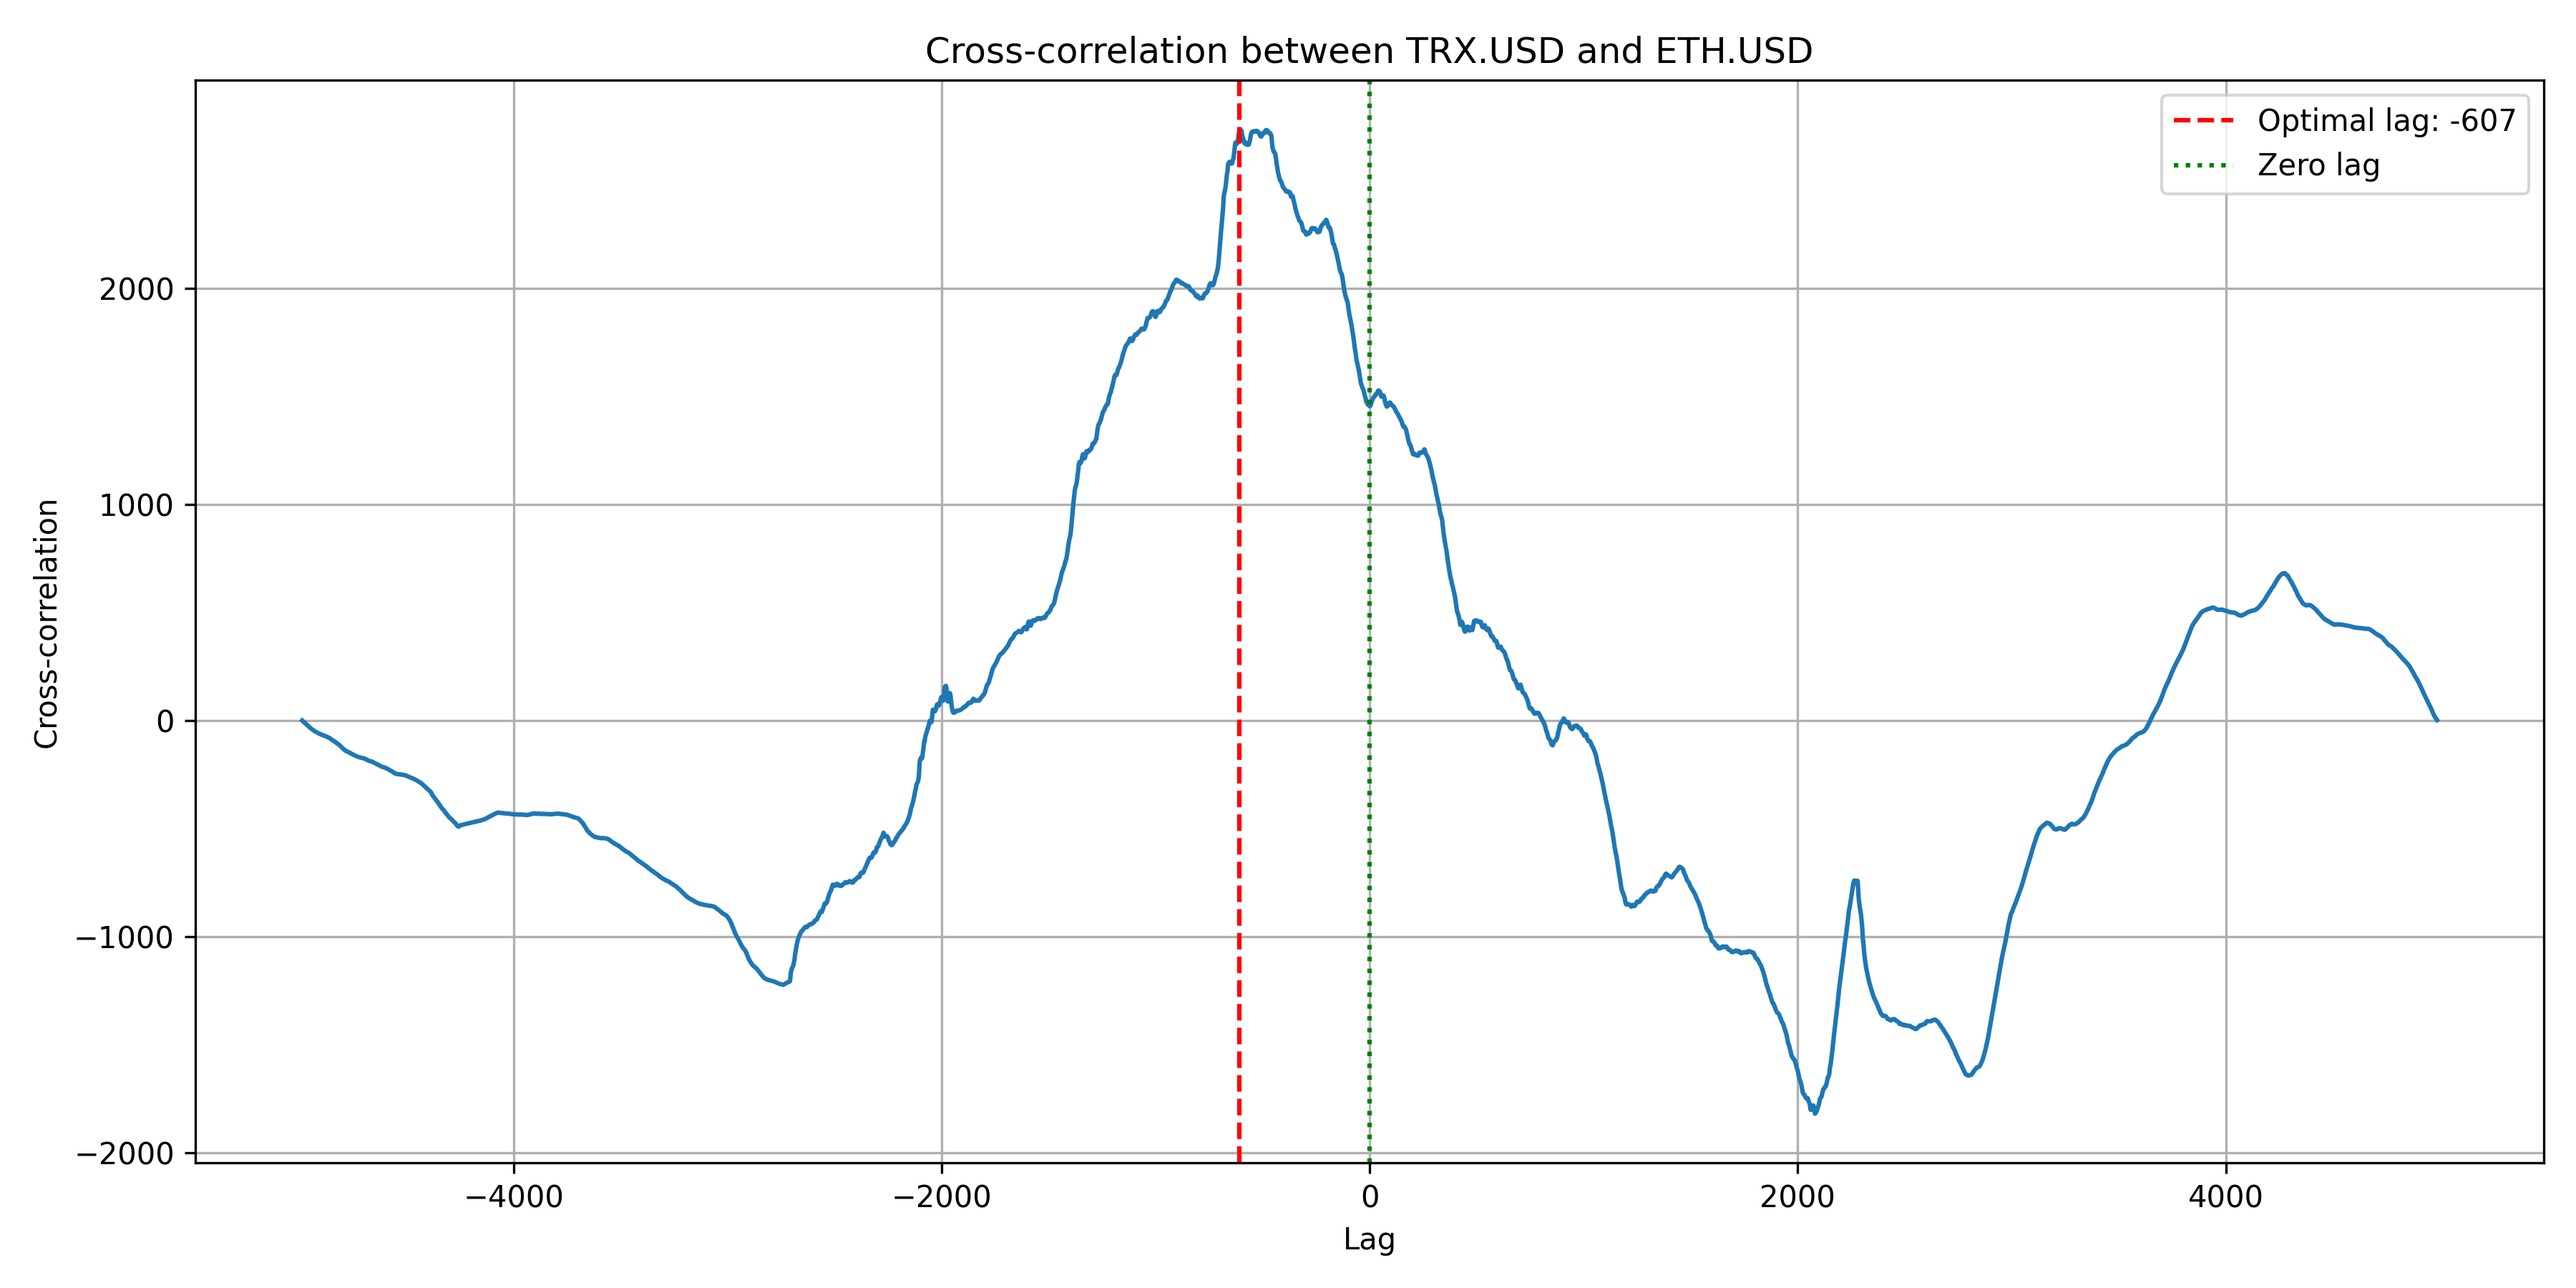 Cross-correlation between TRX.USD and ETH.USD
Optimal lag: -607
Zero lag
Cross-correlation
2000
1000
0
−1000
−2000
−4000
−2000
0
2000
4000
Lag